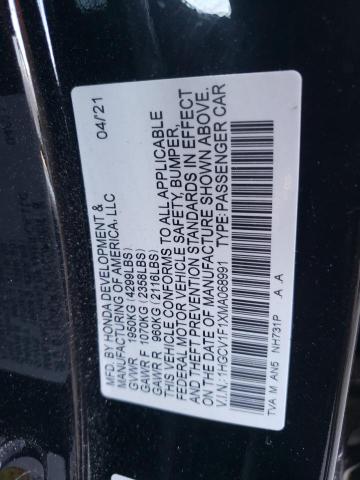 MFD. BY HONDA DEVELOPMENT & 04/21
MANUFACTURING OF AMERICA, LLC
GVWR 1950KG (4299LBS)
GAWR F 1070KG (2358LBS)
GAWR R 960KG (2116LBS)
THIS VEHICLE CONFORMS TO ALL APPLICABLE
FEDERAL MOTOR VEHICLE SAFETY, BUMPER,
AND THEFT PREVENTION STANDARDS IN EFFECT
ON THE DATE OF MANUFACTURE SHOWN ABOVE.
V.I.N.: 1HGCV1F1XMA068991 TYPE: PASSENGER CAR
TVA M AN5 NH731P A A